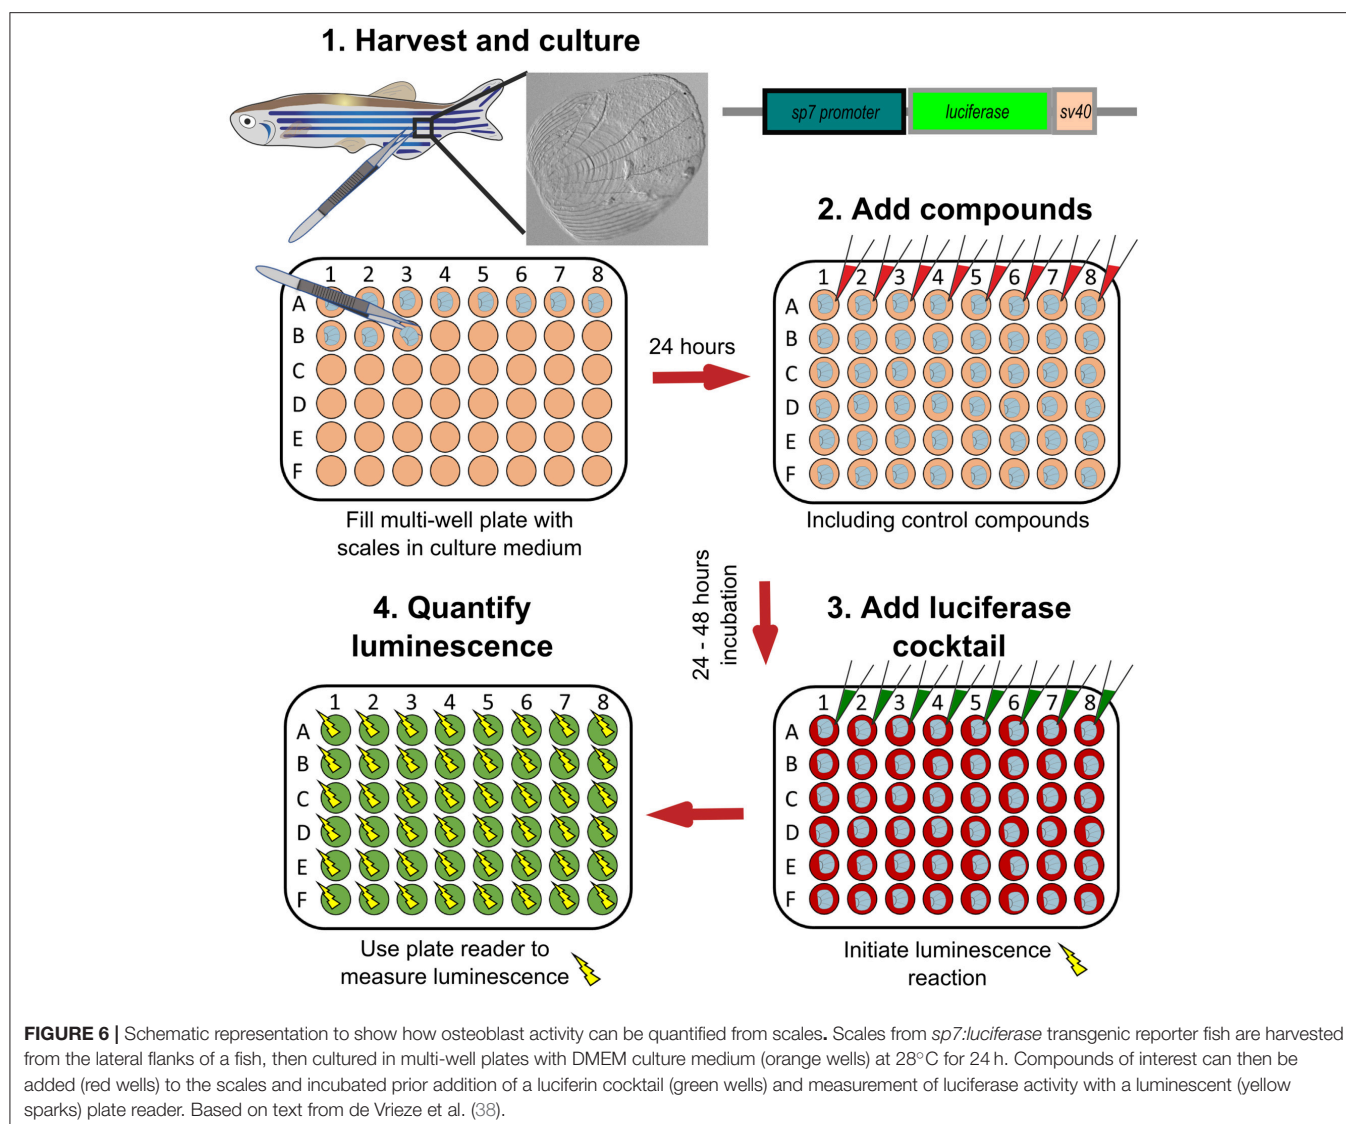 1. Harvest and culture
sp7 promoter luciferase sv40
1 2 3 4 5 6 7 8
A
B
C
D
E
F
Fill multi-well plate with
scales in culture medium
24 hours
2. Add compounds
1 2 3 4 5 6 7 8
A
B
C
D
E
F
Including control compounds
24 - 48 hours
incubation
3. Add luciferase
cocktail
1 2 3 4 5 6 7 8
A
B
C
D
E
F
Initiate luminescence
reaction
4. Quantify
luminescence
1 2 3 4 5 6 7 8
A
B
C
D
E
F
Use plate reader to
measure luminescence
FIGURE 6 | Schematic representation to show how osteoblast activity can be quantified from scales. Scales from sp7:luciferase transgenic reporter fish are harvested
from the lateral flanks of a fish, then cultured in multi-well plates with DMEM culture medium (orange wells) at 28°C for 24 h. Compounds of interest can then be
added (red wells) to the scales and incubated prior addition of a luciferin cocktail (green wells) and measurement of luciferase activity with a luminescent (yellow
sparks) plate reader. Based on text from de Vrieze et al. (38).